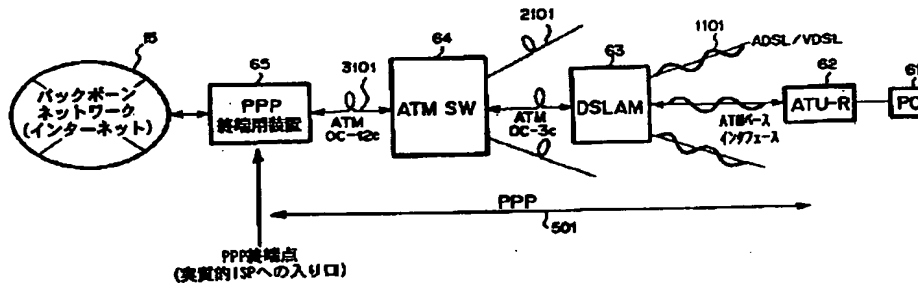 15
バックボーン
ネットワーク
(インターネット)
65
PPP
終端用装置
3101
ATM
OC-12c
64
ATM SW
2101
ATM
OC-3c
63
DSLAM
1101
ADSL/VDSL
ATMベース
インタフェース
62
ATU-R
61
PC
PPP
501
PPP終端点
(実質的ISPへの入り口)